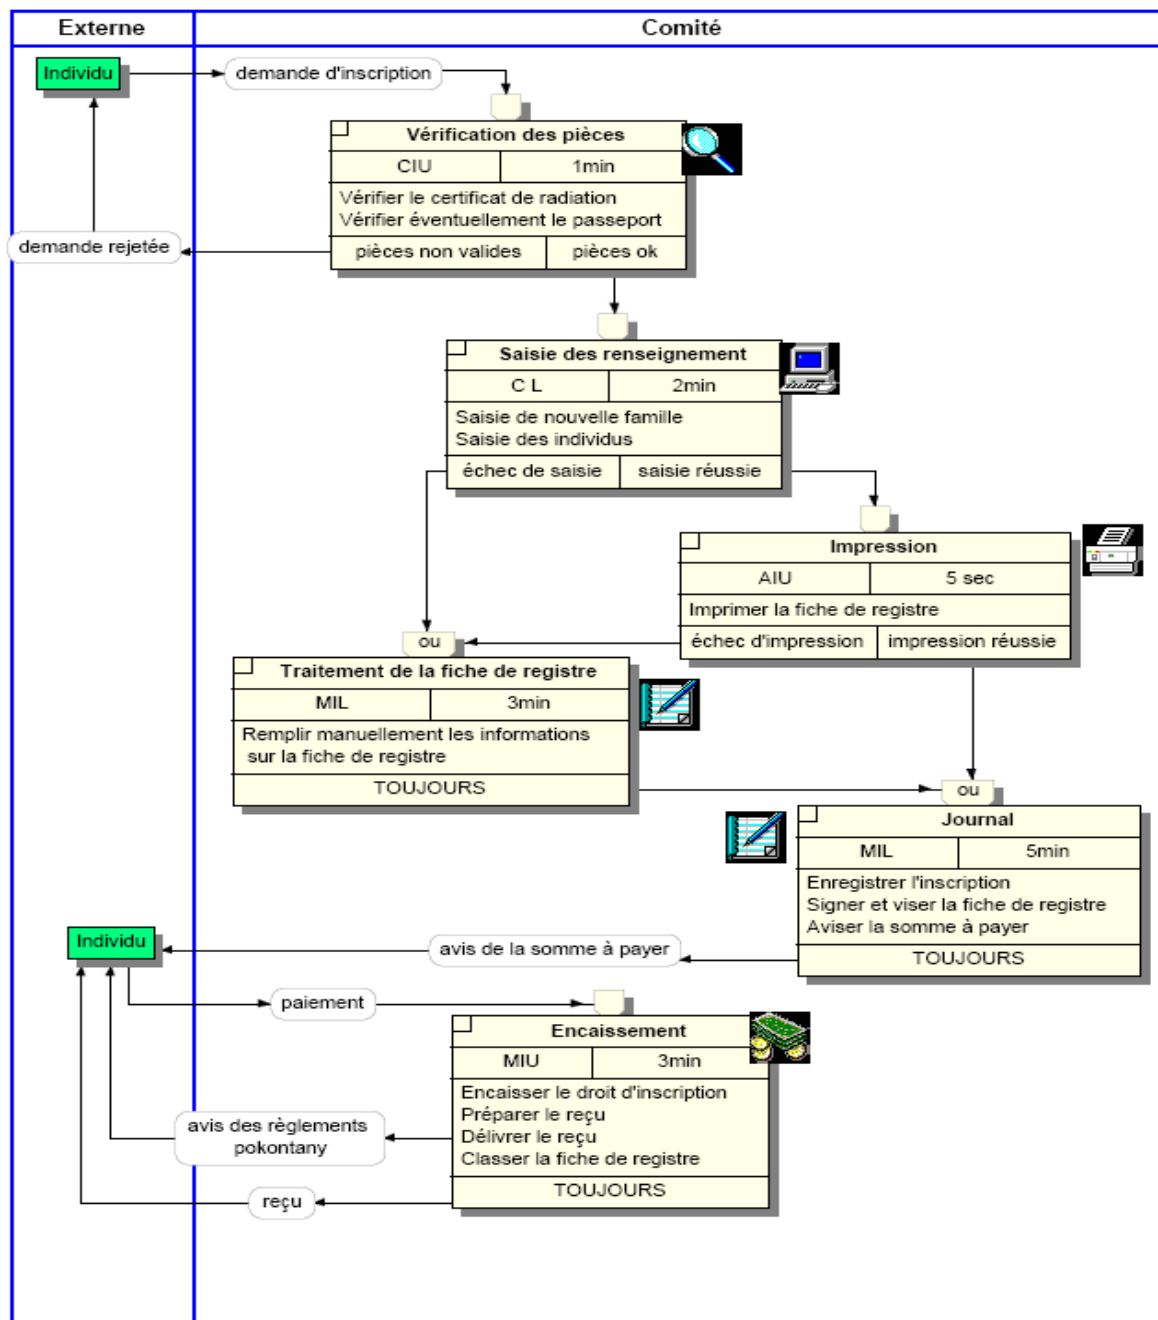 Externe
Comité
Individu
demande d'inscription
Vérification des pièces
CIU
1min
Vérifier le certificat de radiation
Vérifier éventuellement le passeport
pièces non valides
pièces ok
demande rejetée
Saisie des renseignement
C L
2min
Saisie de nouvelle famille
Saisie des individus
échec de saisie
saisie réussie
Impression
AIU
5 sec
Imprimer la fiche de registre
échec d'impression
impression réussie
ou
Traitement de la fiche de registre
MIL
3min
Remplir manuellement les informations
sur la fiche de registre
TOUJOURS
ou
Journal
MIL
5min
Enregistrer l'inscription
Signer et viser la fiche de registre
Aviser la somme à payer
TOUJOURS
Individu
avis de la somme à payer
paiement
Encaissement
MIU
3min
Encaisser le droit d'inscription
Préparer le reçu
Délivrer le reçu
Classer la fiche de registre
TOUJOURS
avis des règlements
pokontany
reçu